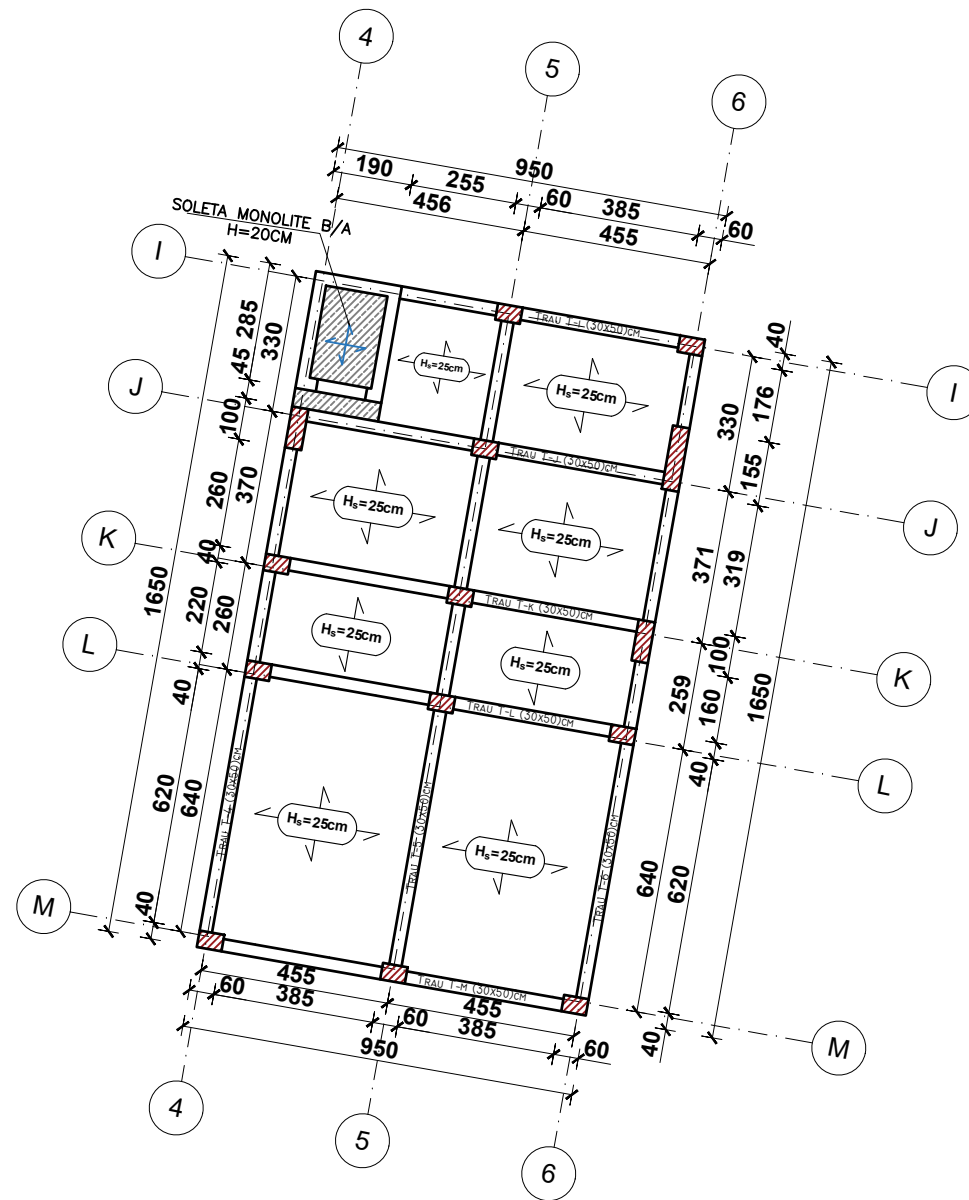 4
5
6
950
190
255
60
385
60
456
455
SOLETA MONOLITE B/A
H=20CM
I
J
K
L
M
1650
285
45
100
260
40
220
40
620
40
330
370
260
640
TRAU T-L (30X50)CM
Hs=25cm
Hs=25cm
TRAU T-J (30X50)CM
Hs=25cm
Hs=25cm
TRAU T-K (30X50)CM
Hs=25cm
Hs=25cm
TRAU T-L (30X50)CM
Hs=25cm
Hs=25cm
TRAU T-4 (30X50)CM
TRAU T-5 (30X50)CM
TRAU T-6 (30X50)CM
TRAU T-M (30X50)CM
40
176
155
319
100
160
40
620
40
330
371
259
640
1650
I
J
K
L
M
455
455
60
385
60
385
60
950
4
5
6